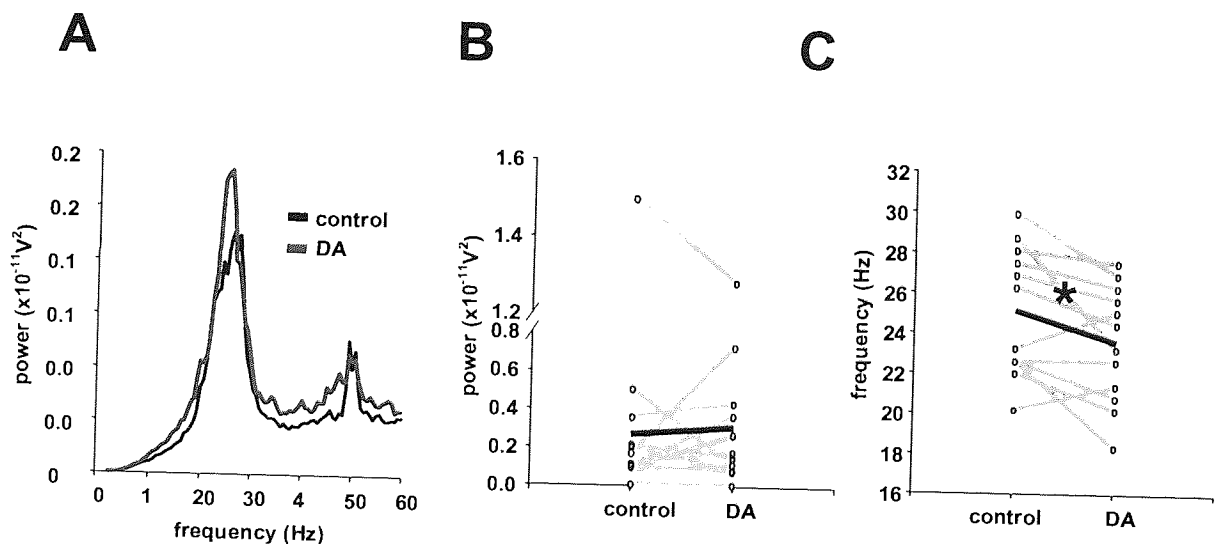 A
B
C
0.2
0.2
0.1
0.1
0.0
0.0
0
power (x10⁻¹¹V²)
control
DA
0
1
20
30
40
50
60
frequency (Hz)
1.6
1.4
1.2
0.8
0.6
0.4
0.2
0.0
power (x10⁻¹¹V²)
control
DA
32
30
28
26
24
22
20
18
16
frequency (Hz)
*
control
DA